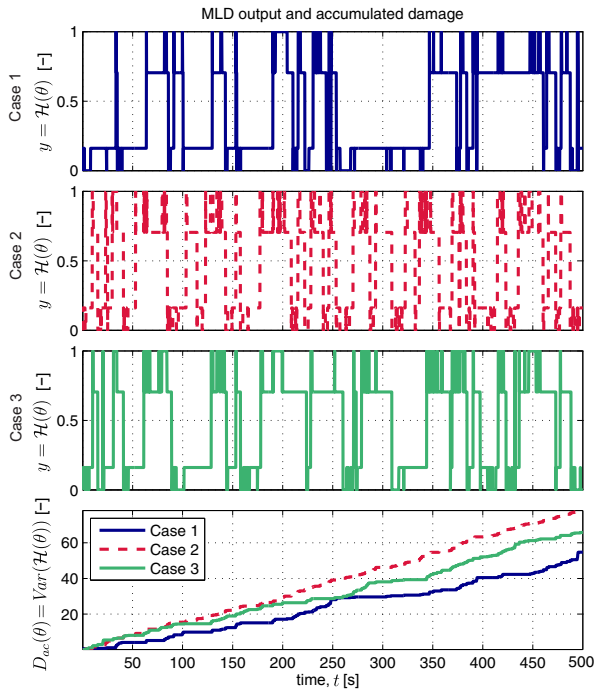 MLD output and accumulated damage
Case 1
y = H(θ) [−]
1
0.5
0
Case 2
y = H(θ) [−]
1
0.5
0
Case 3
y = H(θ) [−]
1
0.5
0
D_ac(θ) = Var(H(θ)) [−]
60
40
20
Case 1
Case 2
Case 3
50 100 150 200 250 300 350 400 450 500
time, t [s]